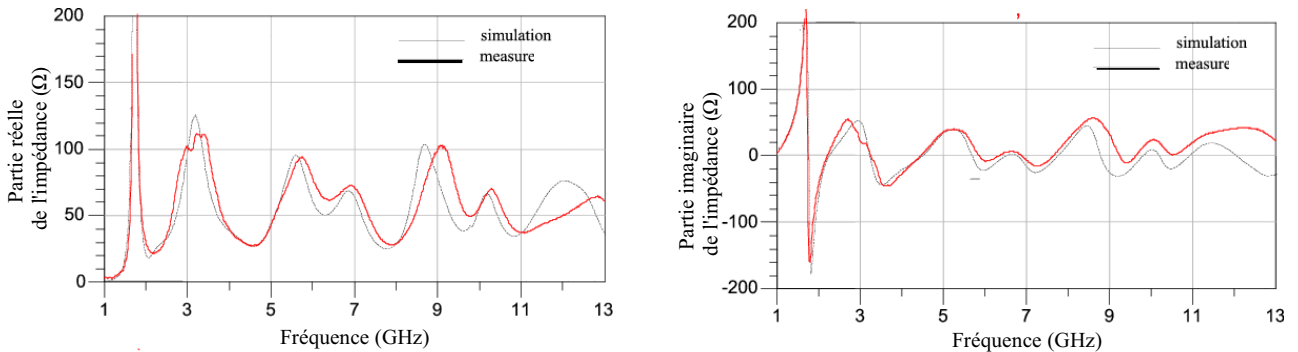 200
150
100
50
0
Partie réelle
de l'impédance (Ω)
simulation
measure
1 3 5 7 9 11 13
Fréquence (GHz)
,
200
100
0
-100
-200
Partie imaginaire
de l'impédance (Ω)
simulation
measure
1 3 5 7 9 11 13
Fréquence (GHz)